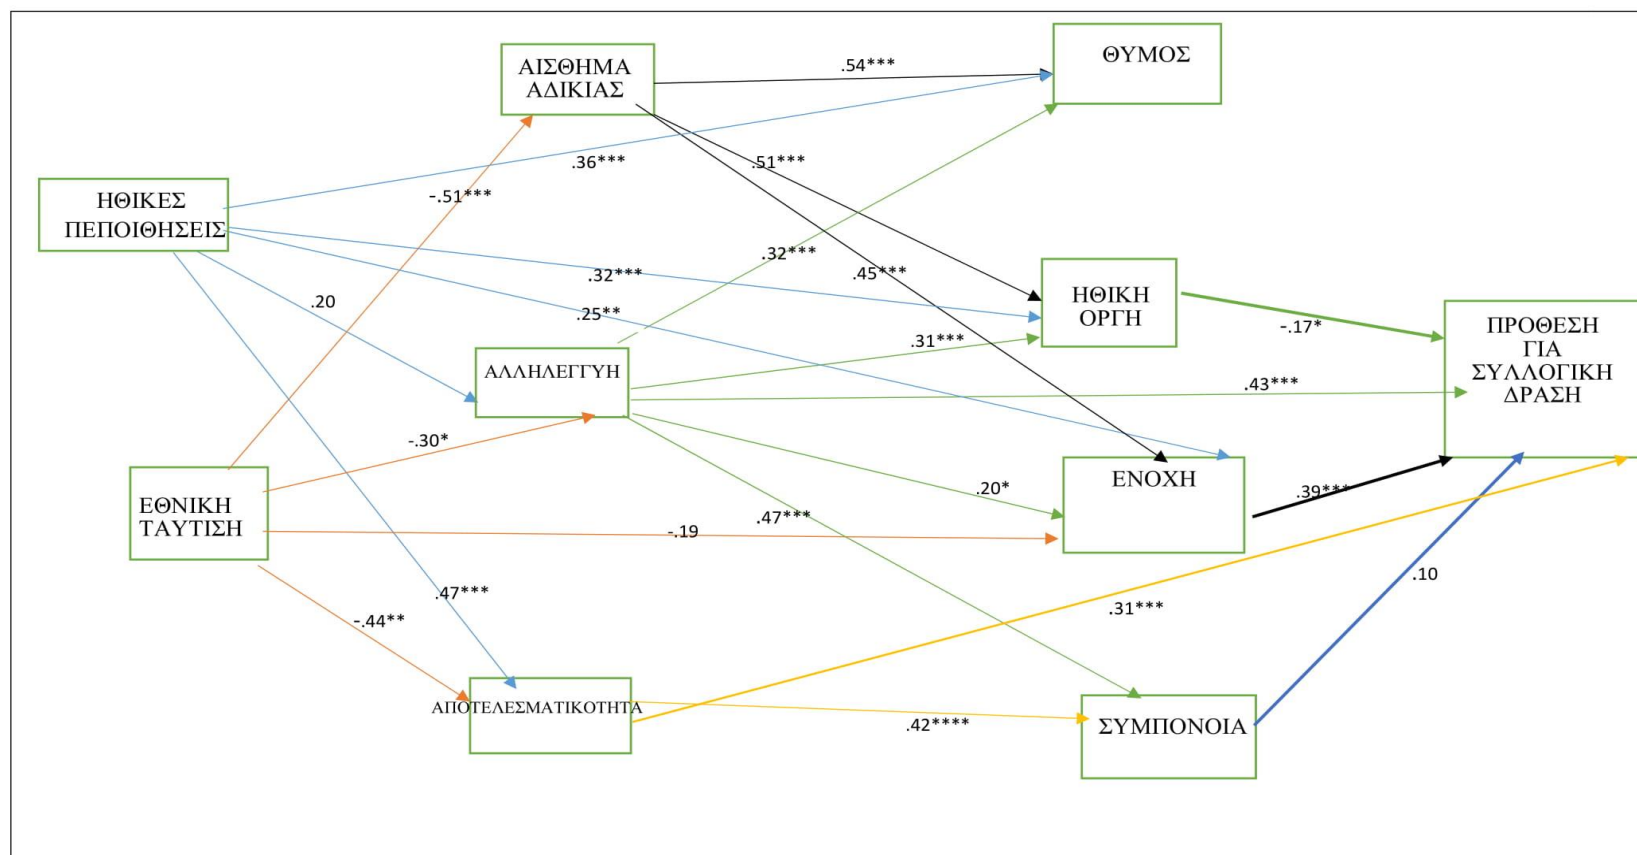 ΑΙΣΘΗΜΑ
ΑΔΙΚΙΑΣ
ΘΥΜΟΣ
.54***
.36***
.51***
-.51***
ΗΘΙΚΕΣ
ΠΕΠΟΙΘΗΣΕΙΣ
.32***
.45***
.32***
.20
.25**
ΗΘΙΚΗ
ΟΡΓΗ
-.17*
ΠΡΟΘΕΣΗ
ΓΙΑ
ΣΥΛΛΟΓΙΚΗ
ΔΡΑΣΗ
.31***
ΑΛΛΗΛΕΓΓΥΗ
.43***
-.30*
ΕΝΟΧΗ
.20*
.39***
ΕΘΝΙΚΗ
ΤΑΥΤΙΣΗ
.47***
-.19
.10
.47***
.31***
-.44**
ΑΠΟΤΕΛΕΣΜΑΤΙΚΟΤΗΤΑ
.42****
ΣΥΜΠΟΝΟΙΑ